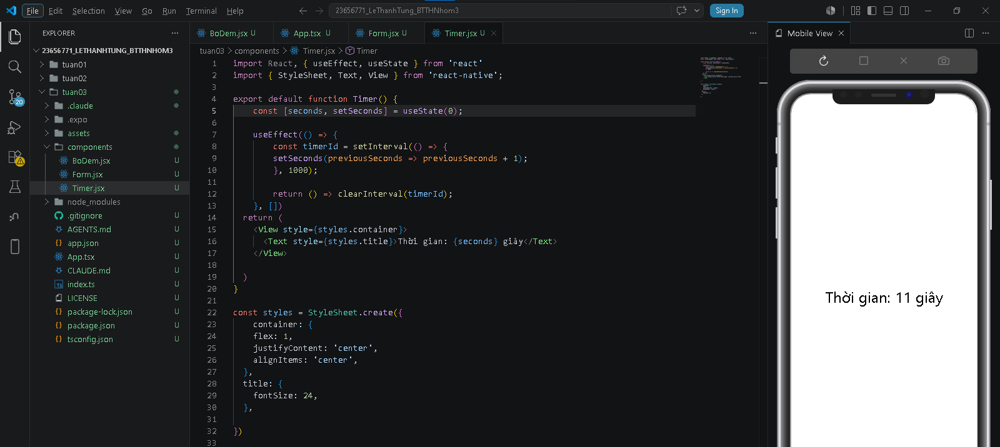 File Edit Selection View Go Run Terminal Help
23656771_LeThanhTung_BTTHNhom3
Sign In
EXPLORER
23656771_LETHANHTUNG_BTTHNHOM3
tuan01
tuan02
tuan03
.claude
.expo
assets
components
BoDem.jsx U
Form.jsx U
Timer.jsx U
node_modules
.gitignore U
AGENTS.md U
app.json U
App.tsx U
CLAUDE.md U
index.ts U
LICENSE U
package-lock.json U
package.json U
tsconfig.json U
20
BoDem.jsx U App.tsx U Form.jsx U Timer.jsx U
tuan03 > components > Timer.jsx > Timer
1 import React, { useEffect, useState } from 'react'
2 import { StyleSheet, Text, View } from 'react-native';
3
4 export default function Timer() {
5 const [seconds, setSeconds] = useState(0);
6
7 useEffect(() => {
8 const timerId = setInterval(() => {
9 setSeconds(previousSeconds => previousSeconds + 1);
10 }, 1000);
11
12 return () => clearInterval(timerId);
13 }, [])
14 return (
15 <View style={styles.container}>
16 <Text style={styles.title}>Thời gian: {seconds} giây</Text>
17 </View>
18
19 )
20 }
21
22 const styles = StyleSheet.create({
23 container: {
24 flex: 1,
25 justifyContent: 'center',
26 alignItems: 'center',
27 },
28 title: {
29 fontSize: 24,
30 },
31
32 })
33
Mobile View
Thời gian: 11 giây